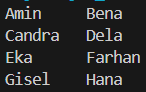 Amin Bena
Candra Dela
Eka Farhan
Gisel Hana